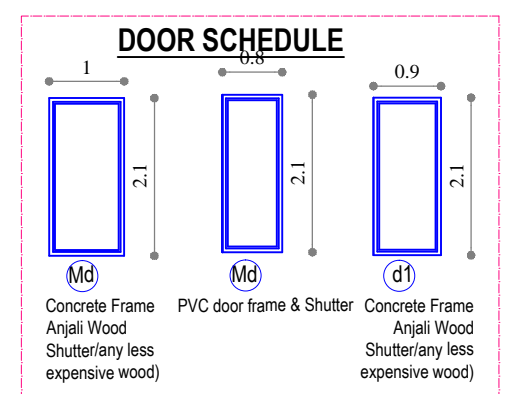 DOOR SCHEDULE
1
0.8
0.9
2.1
2.1
2.1
Md
Md
d1
Concrete Frame
Anjali Wood
Shutter/any less
expensive wood)
PVC door frame & Shutter
Concrete Frame
Anjali Wood
Shutter/any less
expensive wood)